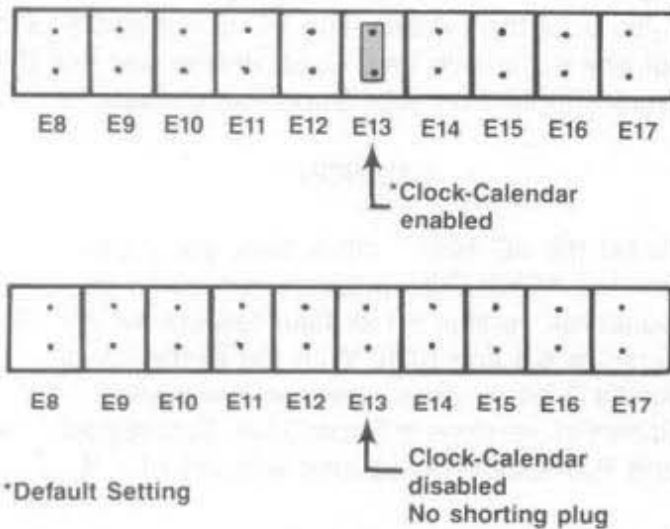 E8 E9 E10 E11 E12 E13 E14 E15 E16 E17
*Clock-Calendar
enabled
E8 E9 E10 E11 E12 E13 E14 E15 E16 E17
Clock-Calendar
disabled
No shorting plug
*Default Setting